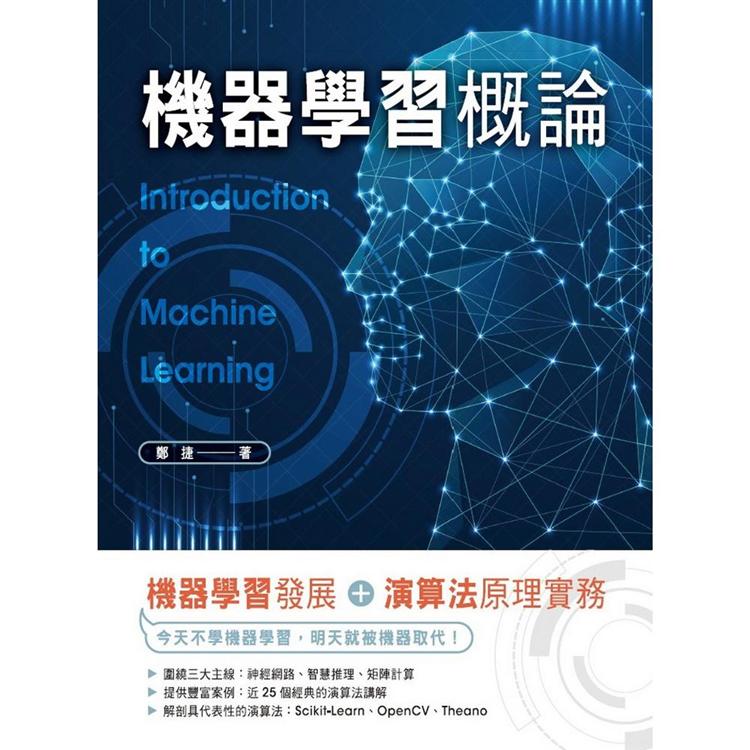 機器學習概論
Introduction
to
Machine
Learning
鄭 捷——著
機器學習發展 + 演算法原理實務
今天不學機器學習，明天就被機器取代！
▶ 圍繞三大主線：神經網路、智慧推理、矩陣計算
▶ 提供豐富案例：近 25 個經典的演算法講解
▶ 解剖具代表性的演算法：Scikit-Learn、OpenCV、Theano